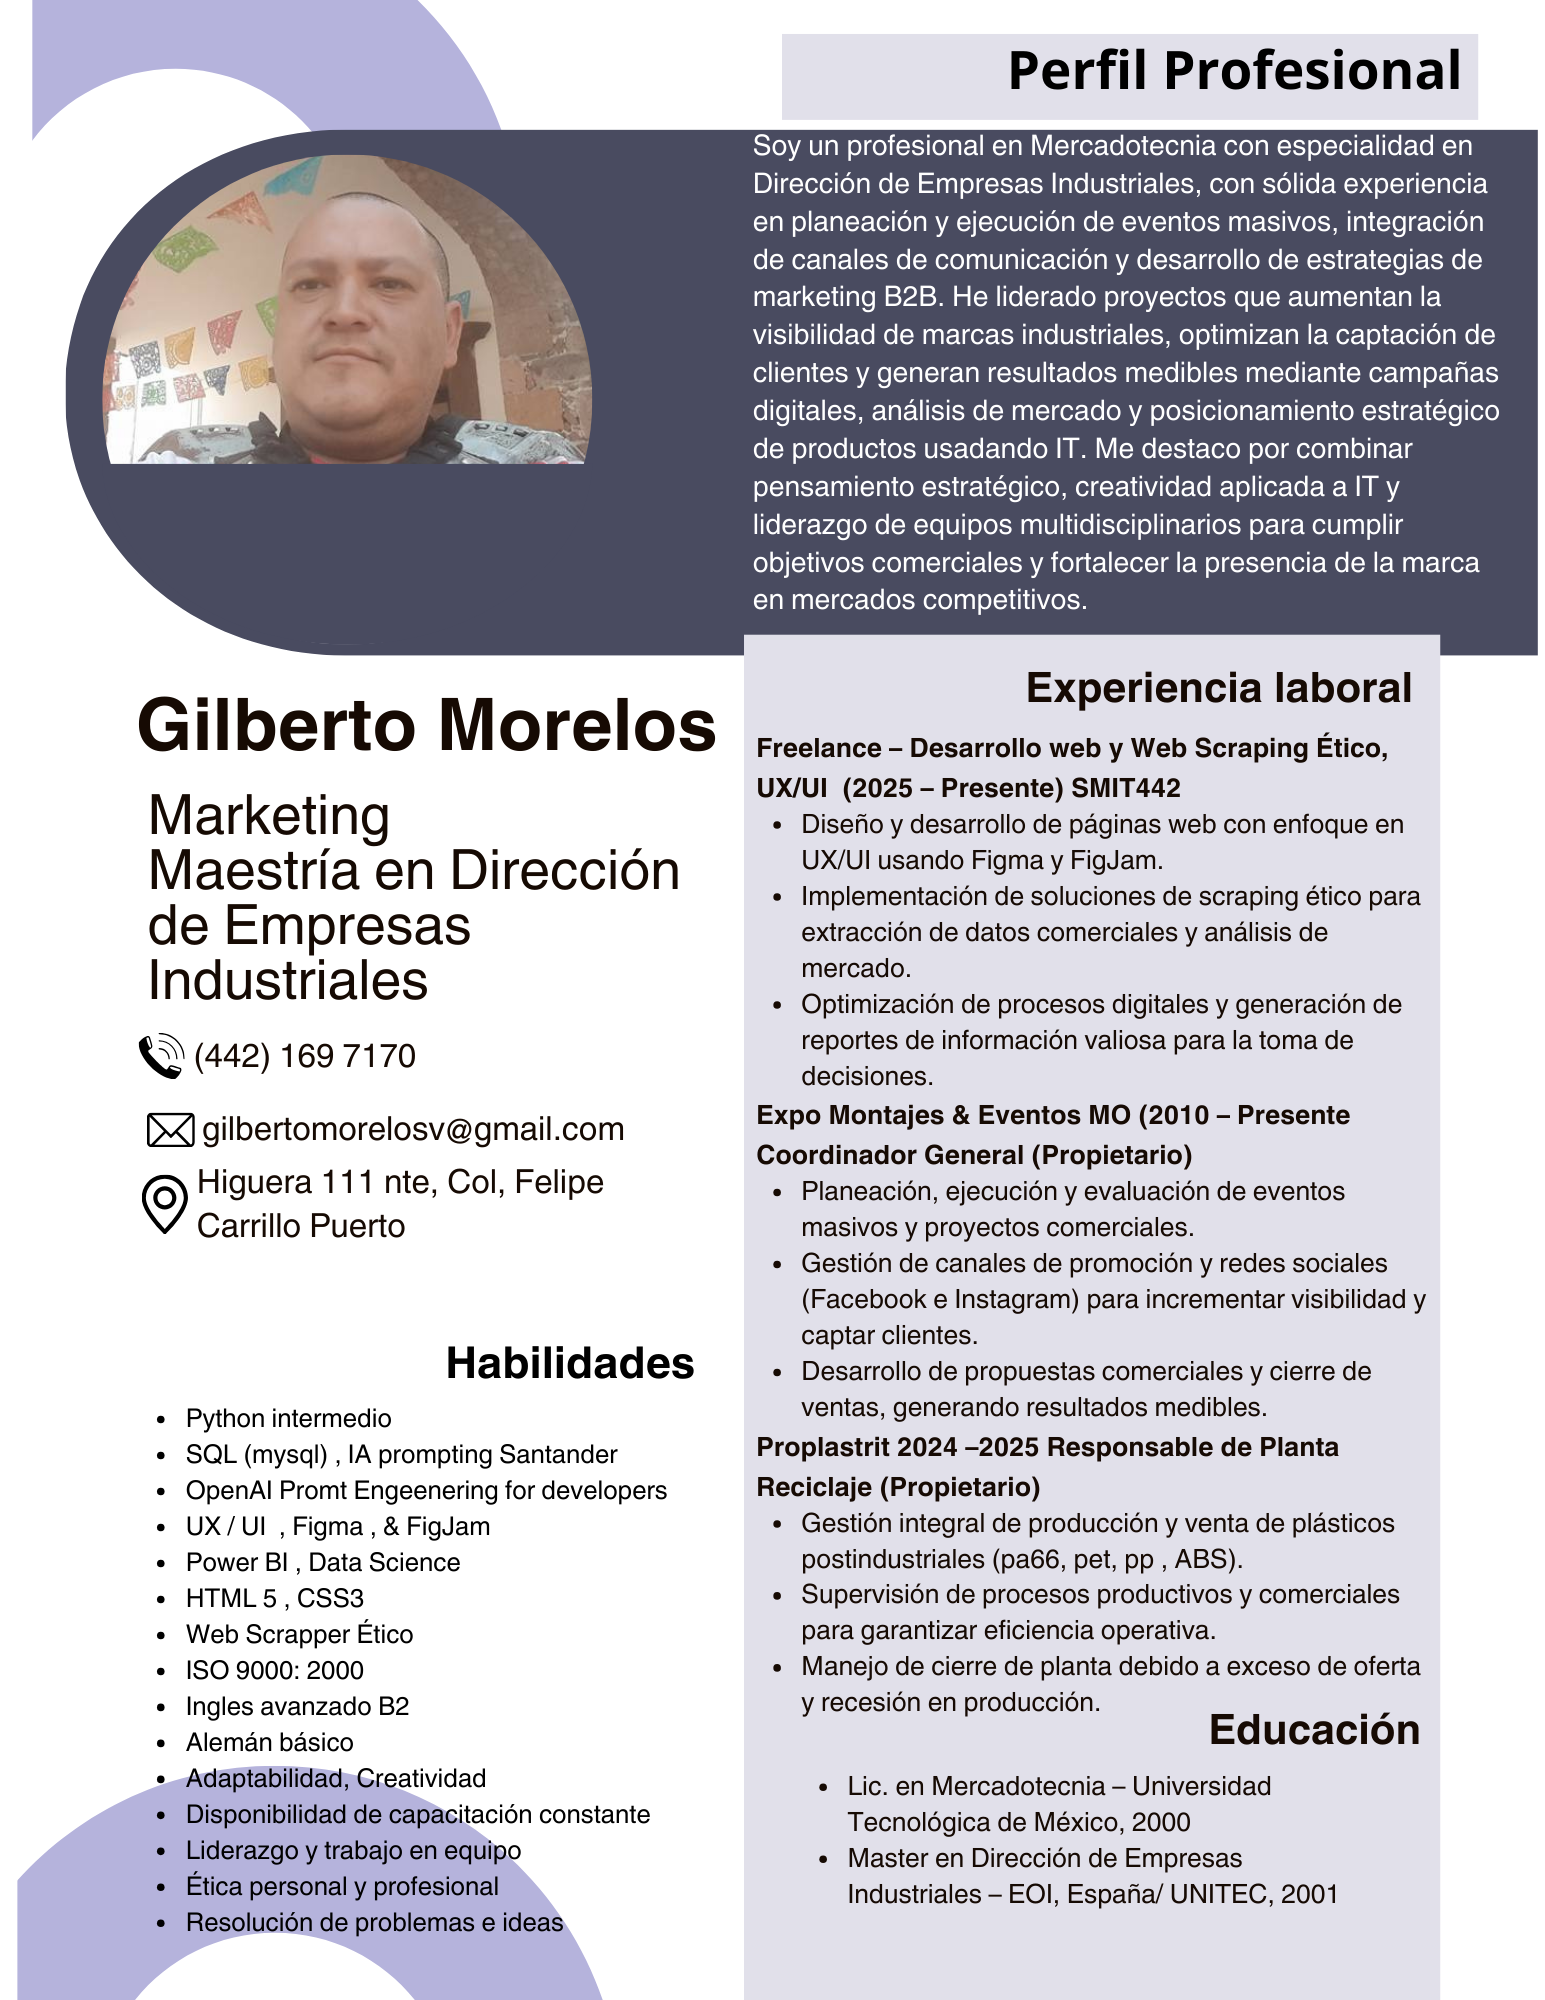 Perfil Profesional
Soy un profesional en Mercadotecnia con especialidad en
Dirección de Empresas Industriales, con sólida experiencia
en planeación y ejecución de eventos masivos, integración
de canales de comunicación y desarrollo de estrategias de
marketing B2B. He liderado proyectos que aumentan la
visibilidad de marcas industriales, optimizan la captación de
clientes y generan resultados medibles mediante campañas
digitales, análisis de mercado y posicionamiento estratégico
de productos usadando IT. Me destaco por combinar
pensamiento estratégico, creatividad aplicada a IT y
liderazgo de equipos multidisciplinarios para cumplir
objetivos comerciales y fortalecer la presencia de la marca
en mercados competitivos.
Gilberto Morelos
Marketing
Maestría en Dirección
de Empresas
Industriales
(442) 169 7170
gilbertomorelosv@gmail.com
Higuera 111 nte, Col, Felipe
Carrillo Puerto
Habilidades
• Python intermedio
• SQL (mysql) , IA prompting Santander
• OpenAI Promt Engeenering for developers
• UX / UI  , Figma , & FigJam
• Power BI , Data Science
• HTML 5 , CSS3
• Web Scrapper Ético
• ISO 9000: 2000
• Ingles avanzado B2
• Alemán básico
• Adaptabilidad, Creatividad
• Disponibilidad de capacitación constante
• Liderazgo y trabajo en equipo
• Ética personal y profesional
• Resolución de problemas e ideas
Experiencia laboral
Freelance – Desarrollo web y Web Scraping Ético,
UX/UI  (2025 – Presente) SMIT442
• Diseño y desarrollo de páginas web con enfoque en
UX/UI usando Figma y FigJam.
• Implementación de soluciones de scraping ético para
extracción de datos comerciales y análisis de
mercado.
• Optimización de procesos digitales y generación de
reportes de información valiosa para la toma de
decisiones.
Expo Montajes & Eventos MO (2010 – Presente
Coordinador General (Propietario)
• Planeación, ejecución y evaluación de eventos
masivos y proyectos comerciales.
• Gestión de canales de promoción y redes sociales
(Facebook e Instagram) para incrementar visibilidad y
captar clientes.
• Desarrollo de propuestas comerciales y cierre de
ventas, generando resultados medibles.
Proplastrit 2024 –2025 Responsable de Planta
Reciclaje (Propietario)
• Gestión integral de producción y venta de plásticos
postindustriales (pa66, pet, pp , ABS).
• Supervisión de procesos productivos y comerciales
para garantizar eficiencia operativa.
• Manejo de cierre de planta debido a exceso de oferta
y recesión en producción.
Educación
• Lic. en Mercadotecnia – Universidad
Tecnológica de México, 2000
• Master en Dirección de Empresas
Industriales – EOI, España/ UNITEC, 2001